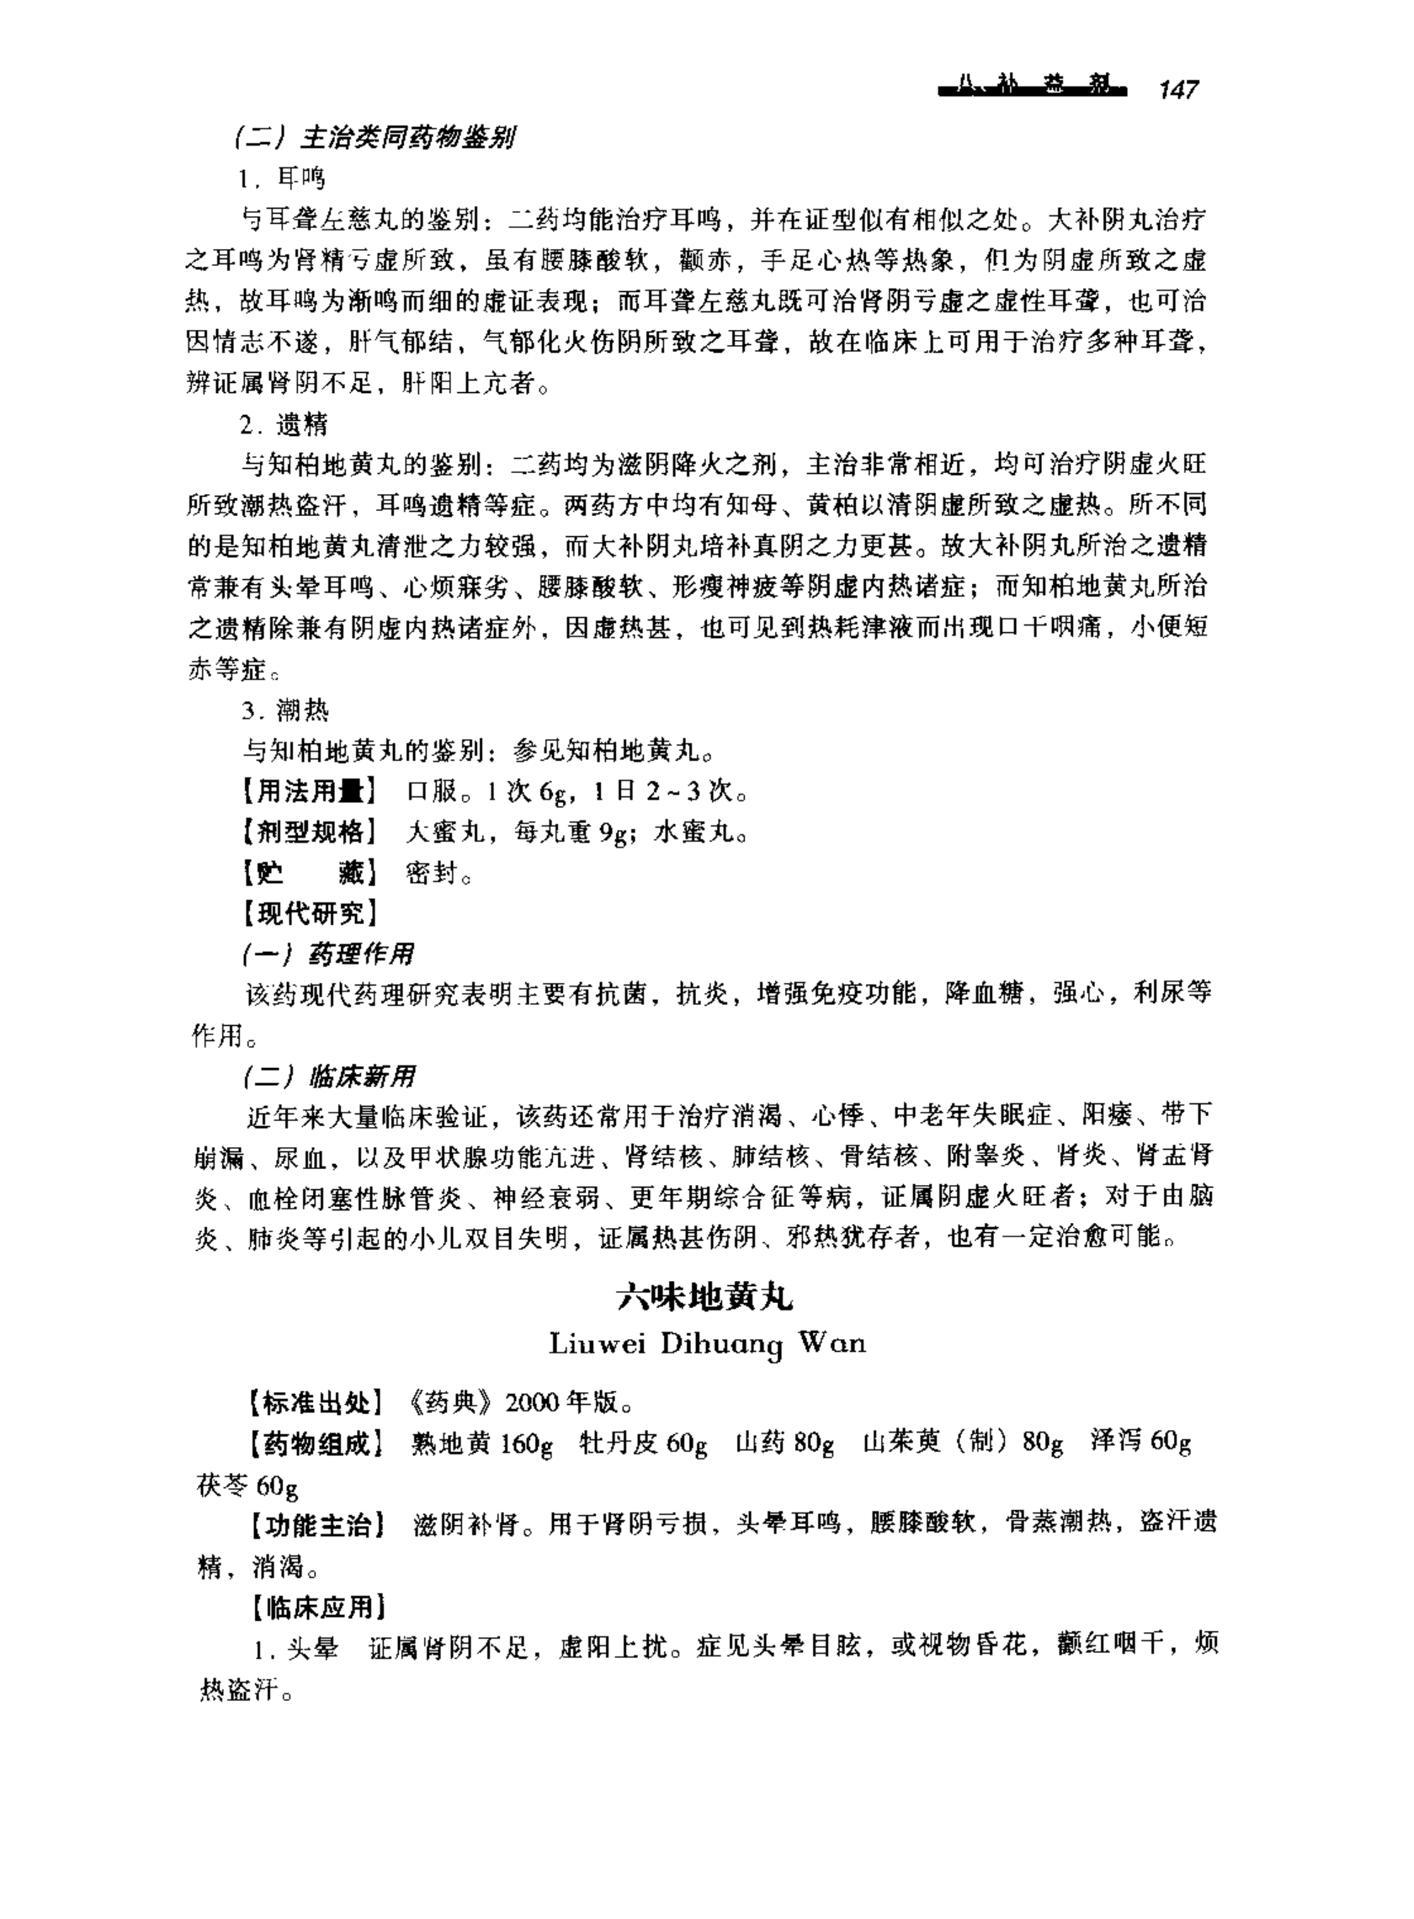 八、补益剂 147
(二) 主治类同药物鉴别
1. 耳鸣
与耳聋左慈丸的鉴别：二药均能治疗耳鸣，并在证型似有相似之处。大补阴丸治疗
之耳鸣为肾精亏虚所致，虽有腰膝酸软，颧赤，手足心热等热象，但为阴虚所致之虚
热，故耳鸣为渐鸣而细的虚证表现；而耳聋左慈丸既可治肾阴亏虚之虚性耳聋，也可治
因情志不遂，肝气郁结，气郁化火伤阴所致之耳聋，故在临床上可用于治疗多种耳聋，
辨证属肾阴不足，肝阳上亢者。
2. 遗精
与知柏地黄丸的鉴别：二药均为滋阴降火之剂，主治非常相近，均可治疗阴虚火旺
所致潮热盗汗，耳鸣遗精等症。两药方中均有知母、黄柏以清阴虚所致之虚热。所不同
的是知柏地黄丸清泄之力较强，而大补阴丸培补真阴之力更甚。故大补阴丸所治之遗精
常兼有头晕耳鸣、心烦寐劣、腰膝酸软、形瘦神疲等阴虚内热诸症；而知柏地黄丸所治
之遗精除兼有阴虚内热诸症外，因虚热甚，也可见到热耗津液而出现口干咽痛，小便短
赤等症。
3. 潮热
与知柏地黄丸的鉴别：参见知柏地黄丸。
【用法用量】 口服。1次6g，1日2~3次。
【剂型规格】 大蜜丸，每丸重9g；水蜜丸。
【贮 藏】 密封。
【现代研究】
(一) 药理作用
该药现代药理研究表明主要有抗菌，抗炎，增强免疫功能，降血糖，强心，利尿等
作用。
(二) 临床新用
近年来大量临床验证，该药还常用于治疗消渴、心悸、中老年失眠症、阳痿、带下
崩漏、尿血，以及甲状腺功能亢进、肾结核、肺结核、骨结核、附睾炎、肾炎、肾盂肾
炎、血栓闭塞性脉管炎、神经衰弱、更年期综合征等病，证属阴虚火旺者；对于由脑
炎、肺炎等引起的小儿双目失明，证属热甚伤阴、邪热犹存者，也有一定治愈可能。
六味地黄丸
Liuwei Dihuang Wan
【标准出处】 《药典》2000年版。
【药物组成】 熟地黄160g 牡丹皮60g 山药80g 山茱萸（制）80g 泽泻60g
茯苓60g
【功能主治】 滋阴补肾。用于肾阴亏损，头晕耳鸣，腰膝酸软，骨蒸潮热，盗汗遗
精，消渴。
【临床应用】
1. 头晕 证属肾阴不足，虚阳上扰。症见头晕目眩，或视物昏花，颧红咽干，烦
热盗汗。